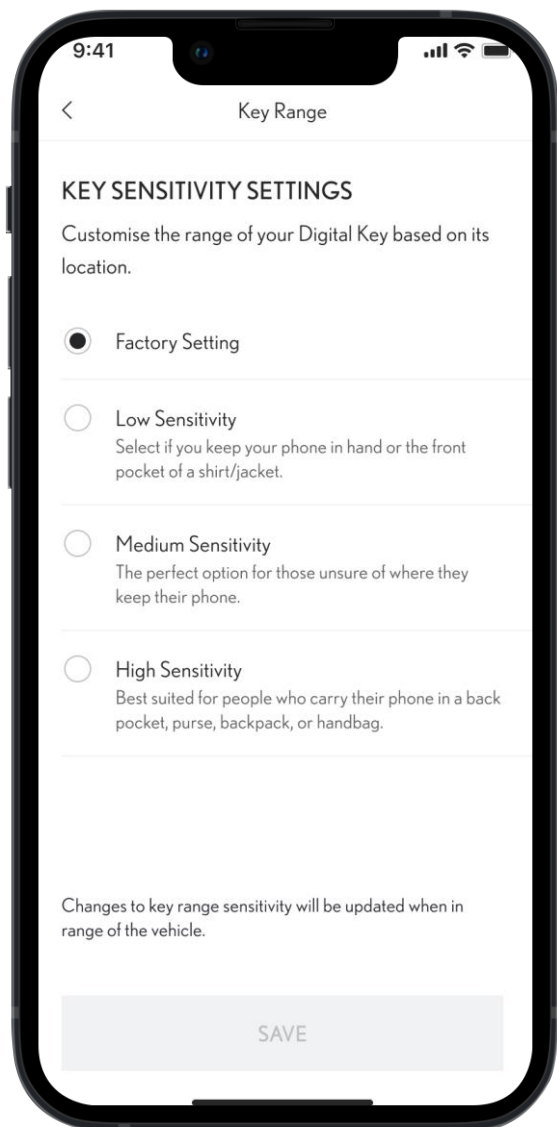 9:41
Key Range
KEY SENSITIVITY SETTINGS
Customise the range of your Digital Key based on its
location.
Factory Setting
Low Sensitivity
Select if you keep your phone in hand or the front
pocket of a shirt/jacket.
Medium Sensitivity
The perfect option for those unsure of where they
keep their phone.
High Sensitivity
Best suited for people who carry their phone in a back
pocket, purse, backpack, or handbag.
Changes to key range sensitivity will be updated when in
range of the vehicle.
SAVE